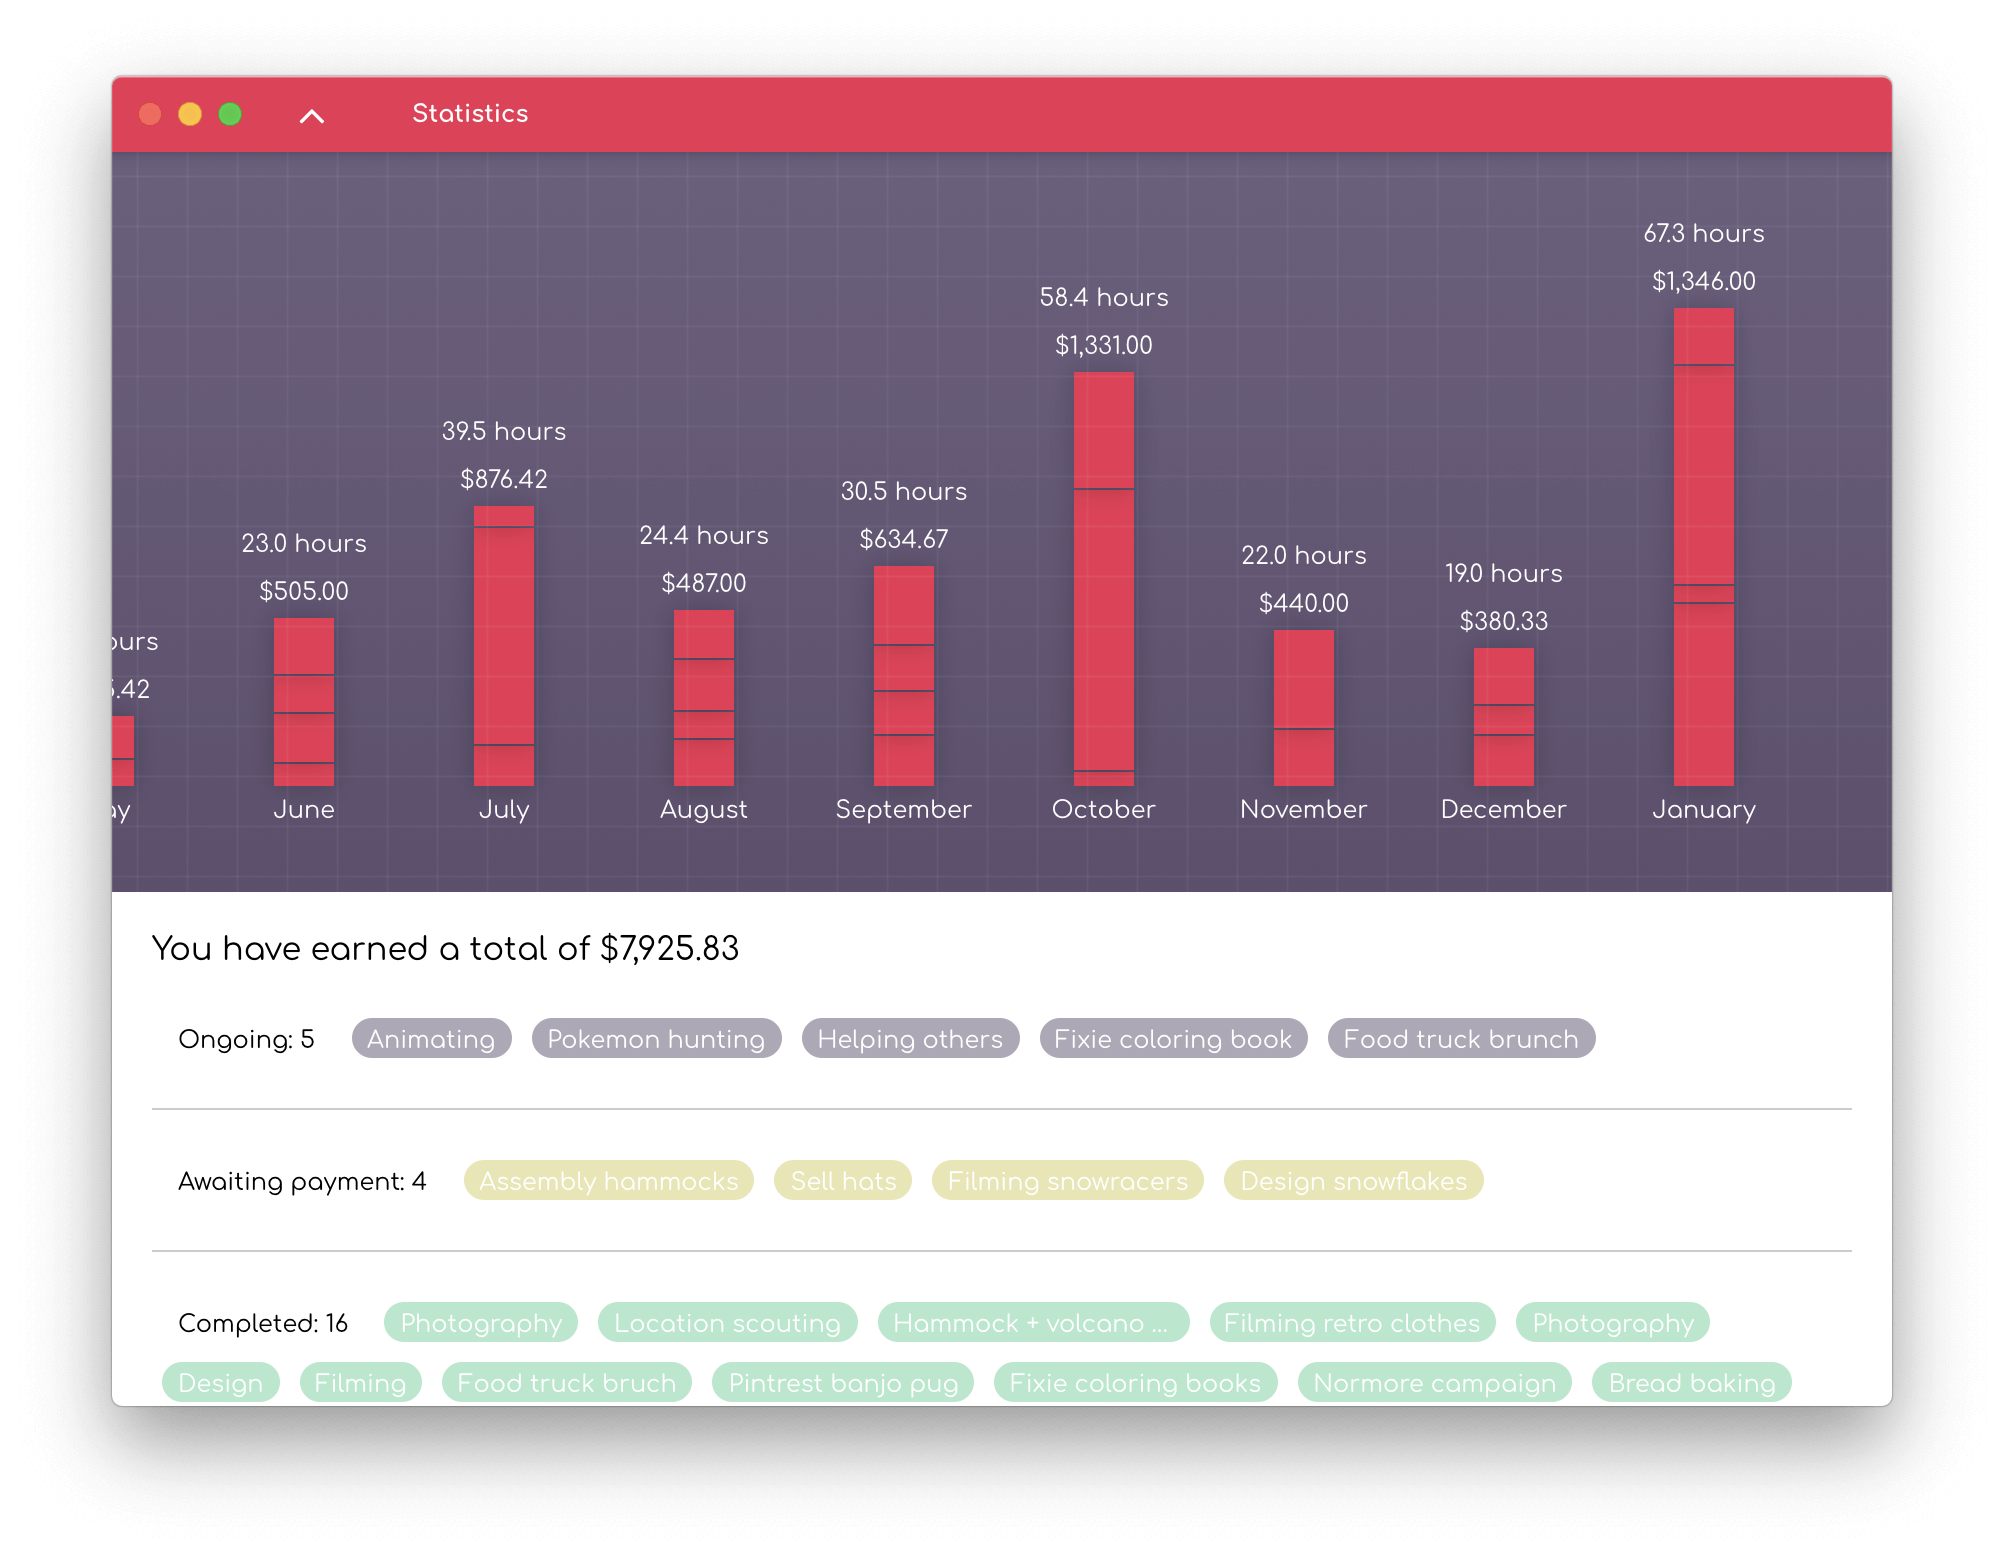 Statistics
67.3 hours
$1,346.00
58.4 hours
$1,331.00
39.5 hours
$876.42
30.5 hours
$634.67
24.4 hours
$487.00
23.0 hours
$505.00
22.0 hours
$440.00
19.0 hours
$380.33
ours
5.42
ay June July August September October November December January
You have earned a total of $7,925.83
Ongoing: 5 Animating Pokemon hunting Helping others Fixie coloring book Food truck brunch
Awaiting payment: 4 Assembly hammocks Sell hats Filming snowracers Design snowflakes
Completed: 16 Photography Location scouting Hammock + volcano ... Filming retro clothes Photography
Design Filming Food truck bruch Pintrest banjo pug Fixie coloring books Normore campaign Bread baking